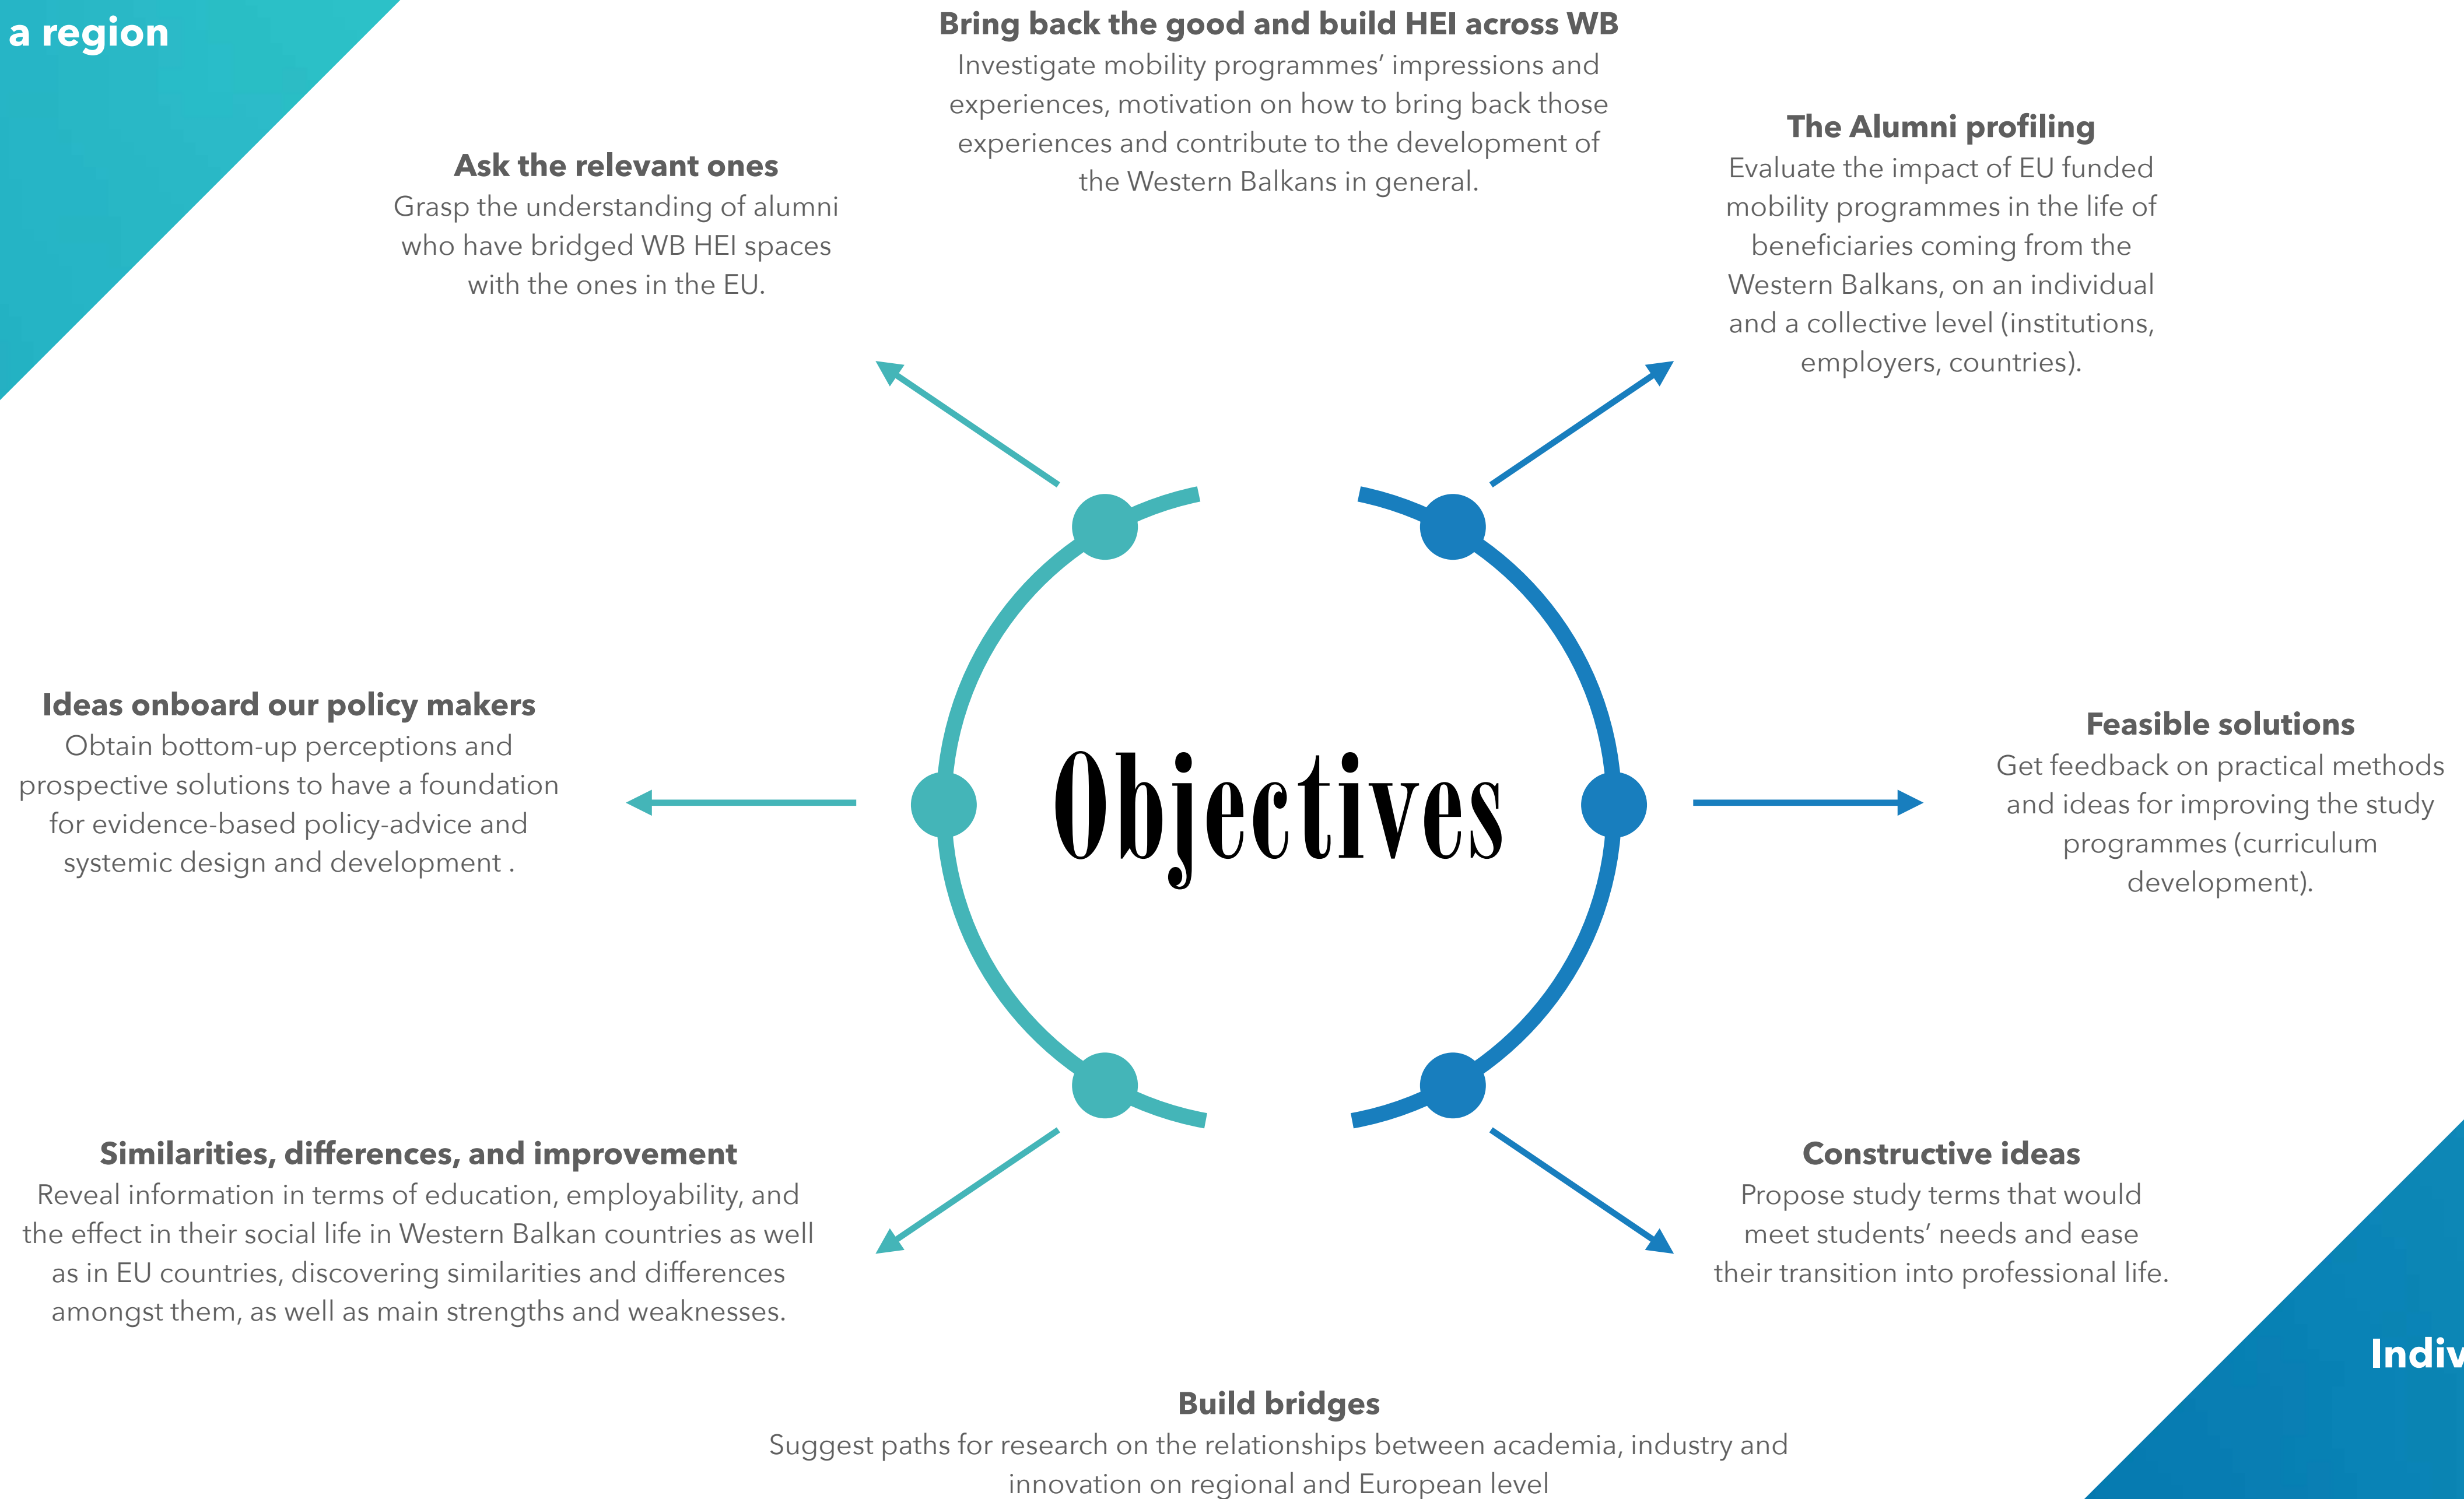 a region
Bring back the good and build HEI across WB
Investigate mobility programmes’ impressions and
experiences, motivation on how to bring back those
experiences and contribute to the development of
the Western Balkans in general.
The Alumni profiling
Evaluate the impact of EU funded
mobility programmes in the life of
beneficiaries coming from the
Western Balkans, on an individual
and a collective level (institutions,
employers, countries).
Ask the relevant ones
Grasp the understanding of alumni
who have bridged WB HEI spaces
with the ones in the EU.
Ideas onboard our policy makers
Obtain bottom-up perceptions and
prospective solutions to have a foundation
for evidence-based policy-advice and
systemic design and development .
Objectives
Feasible solutions
Get feedback on practical methods
and ideas for improving the study
programmes (curriculum
development).
Similarities, differences, and improvement
Reveal information in terms of education, employability, and
the effect in their social life in Western Balkan countries as well
as in EU countries, discovering similarities and differences
amongst them, as well as main strengths and weaknesses.
Constructive ideas
Propose study terms that would
meet students’ needs and ease
their transition into professional life.
Indiv
Build bridges
Suggest paths for research on the relationships between academia, industry and
innovation on regional and European level